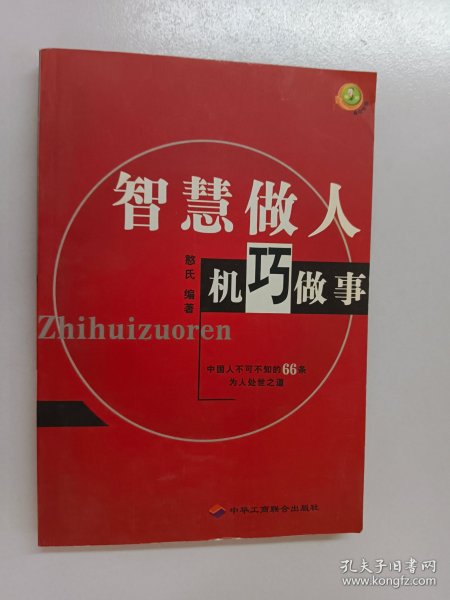 智慧做人
机巧做事
憨氏 编著
Zhihuizuoren
中国人不可不知的66条
为人处世之道
中华工商联合出版社
孔夫子旧书网
www.kongfz.com